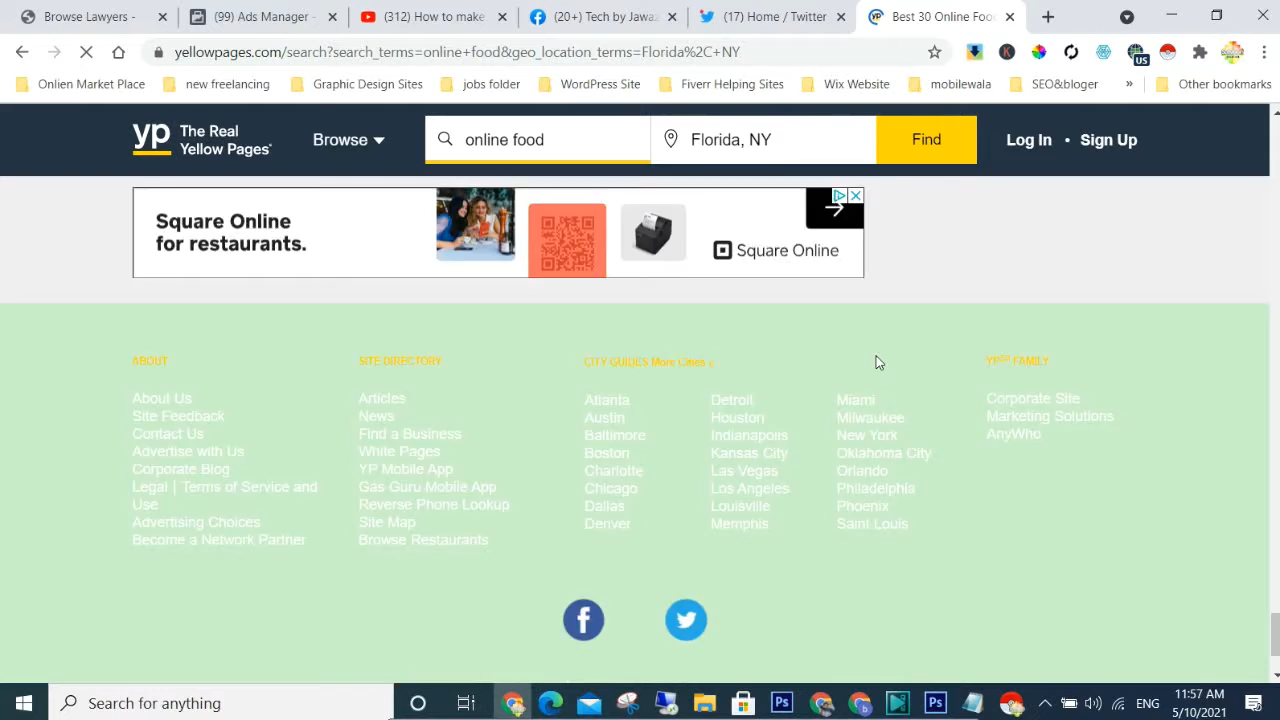 Browse Lawyers -
(99) Ads Manager -
(312) How to make
(20+) Tech by Jawa
(17) Home / Twitter
Best 30 Online Foo
yellowpages.com/search?search_terms=online+food&geo_location_terms=Florida%2C+NY
K
US
Onlien Market Place
new freelancing
Graphic Design Sites
jobs folder
WordPress Site
Fiverr Helping Sites
Wix Website
mobilewala
SEO&bloger
»
Other bookmarks
yp The Real Yellow Pages
Browse
online food
Florida, NY
Find
Log In • Sign Up
Square Online
for restaurants.
Square Online
ABOUT
About Us
Site Feedback
Contact Us
Advertise with Us
Corporate Blog
Legal | Terms of Service and
Use
Advertising Choices
Become a Network Partner
SITE DIRECTORY
Articles
News
Find a Business
White Pages
YP Mobile App
Gas Guru Mobile App
Reverse Phone Lookup
Site Map
Browse Restaurants
CITY GUIDES More Cities
Atlanta
Austin
Baltimore
Boston
Charlotte
Chicago
Dallas
Denver
Detroit
Houston
Indianapolis
Kansas City
Las Vegas
Los Angeles
Louisville
Memphis
Miami
Milwaukee
New York
Oklahoma City
Orlando
Philadelphia
Phoenix
Saint Louis
YP FAMILY
Corporate Site
Marketing Solutions
AnyWho
Search for anything
ENG
11:57 AM
5/10/2021